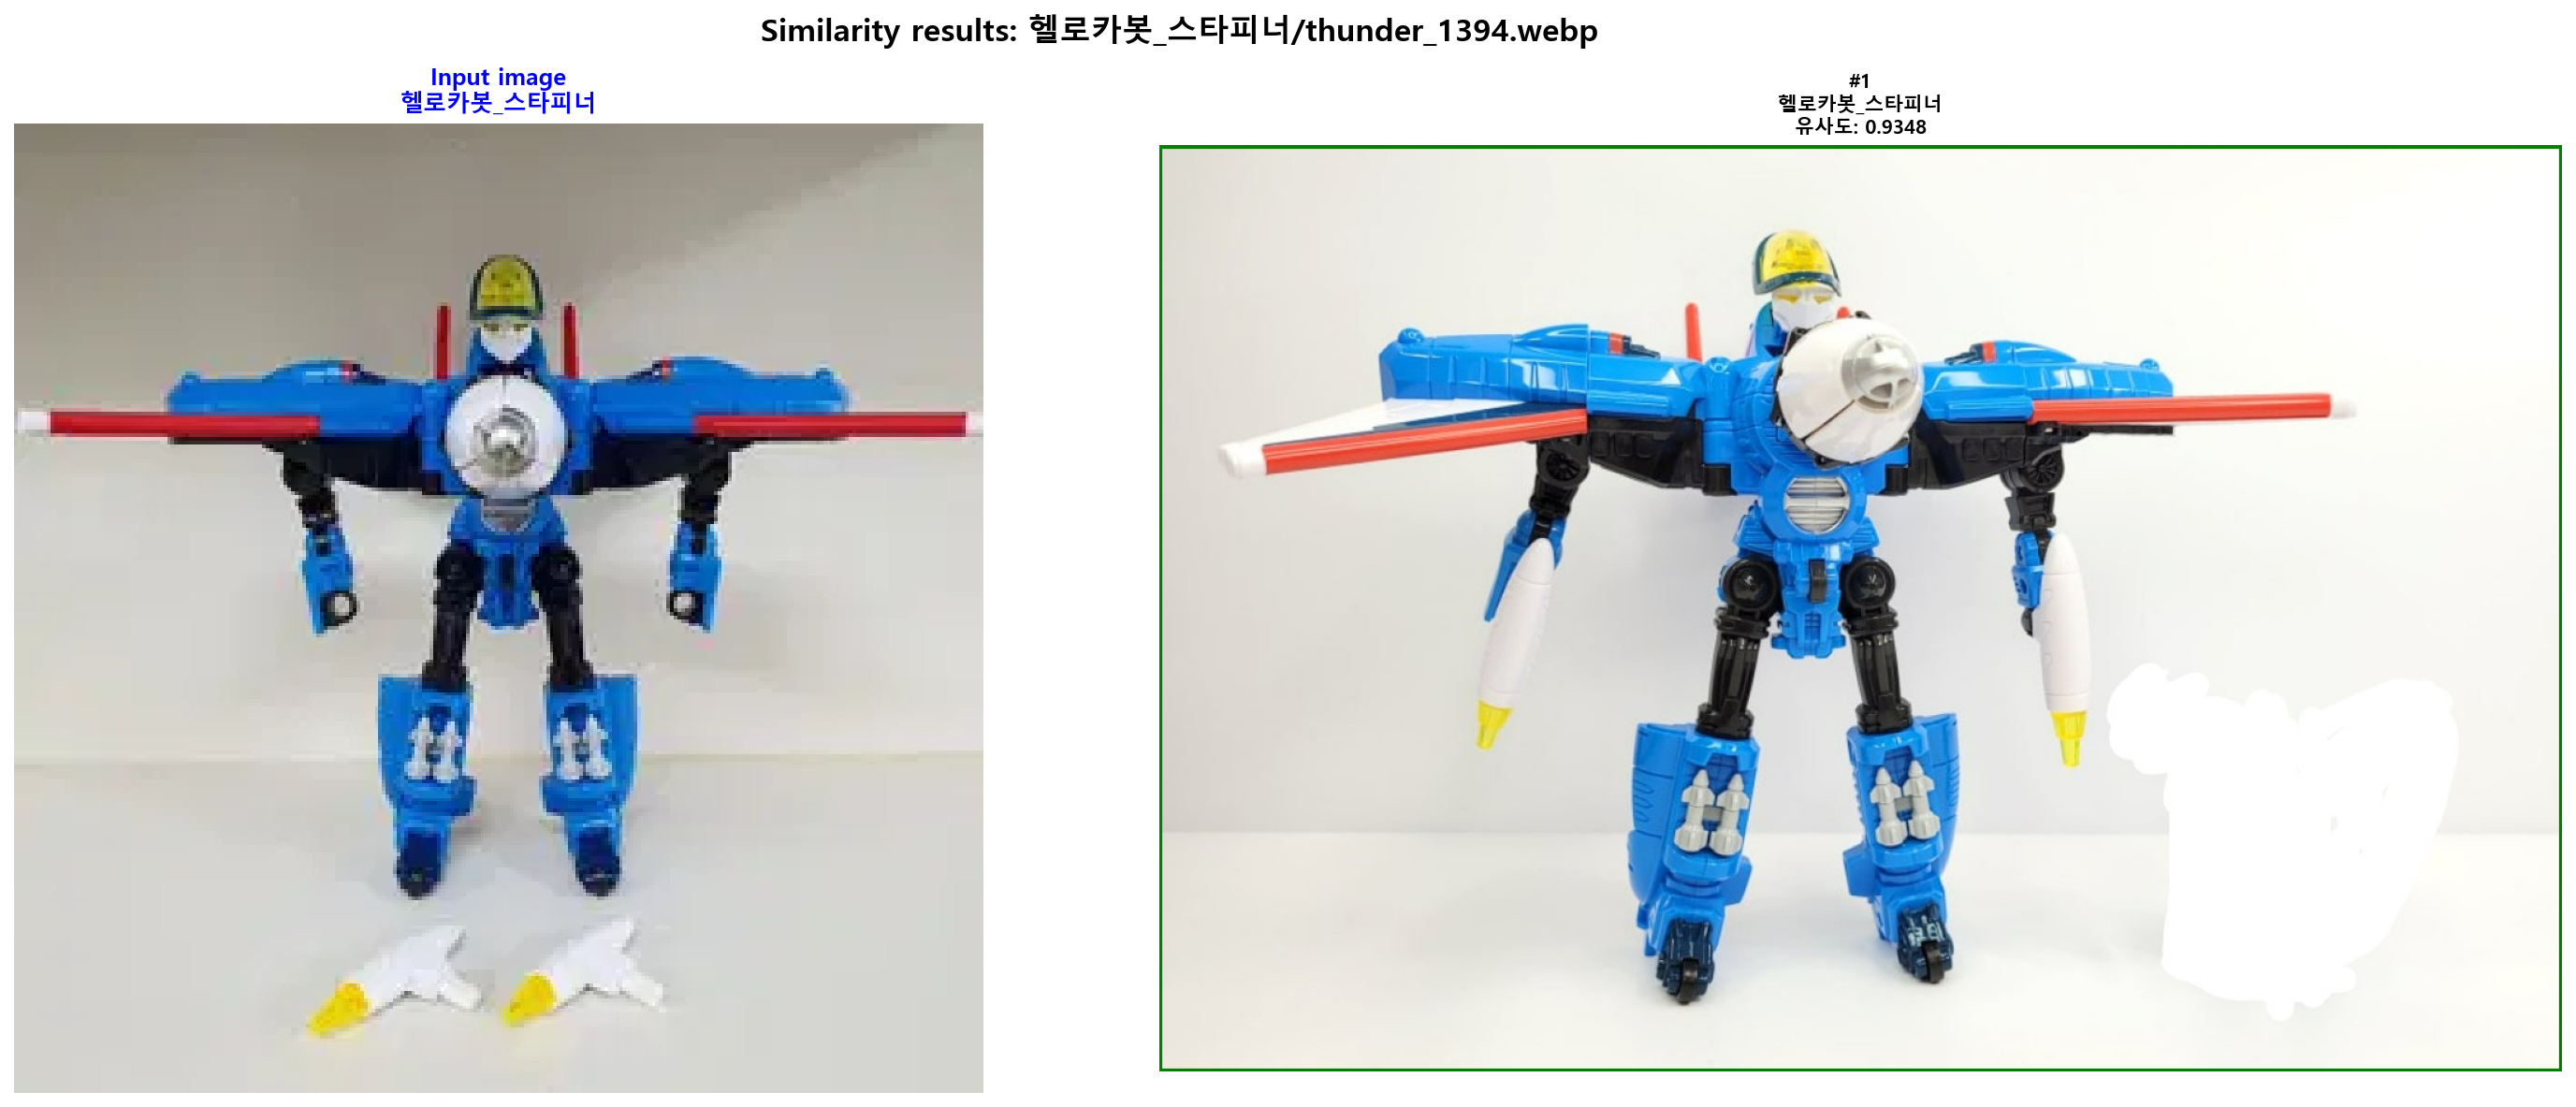 Similarity results: 헬로카봇_스타피너/thunder_1394.webp
Input image
헬로카봇_스타피너
#1
헬로카봇_스타피너
유사도: 0.9348